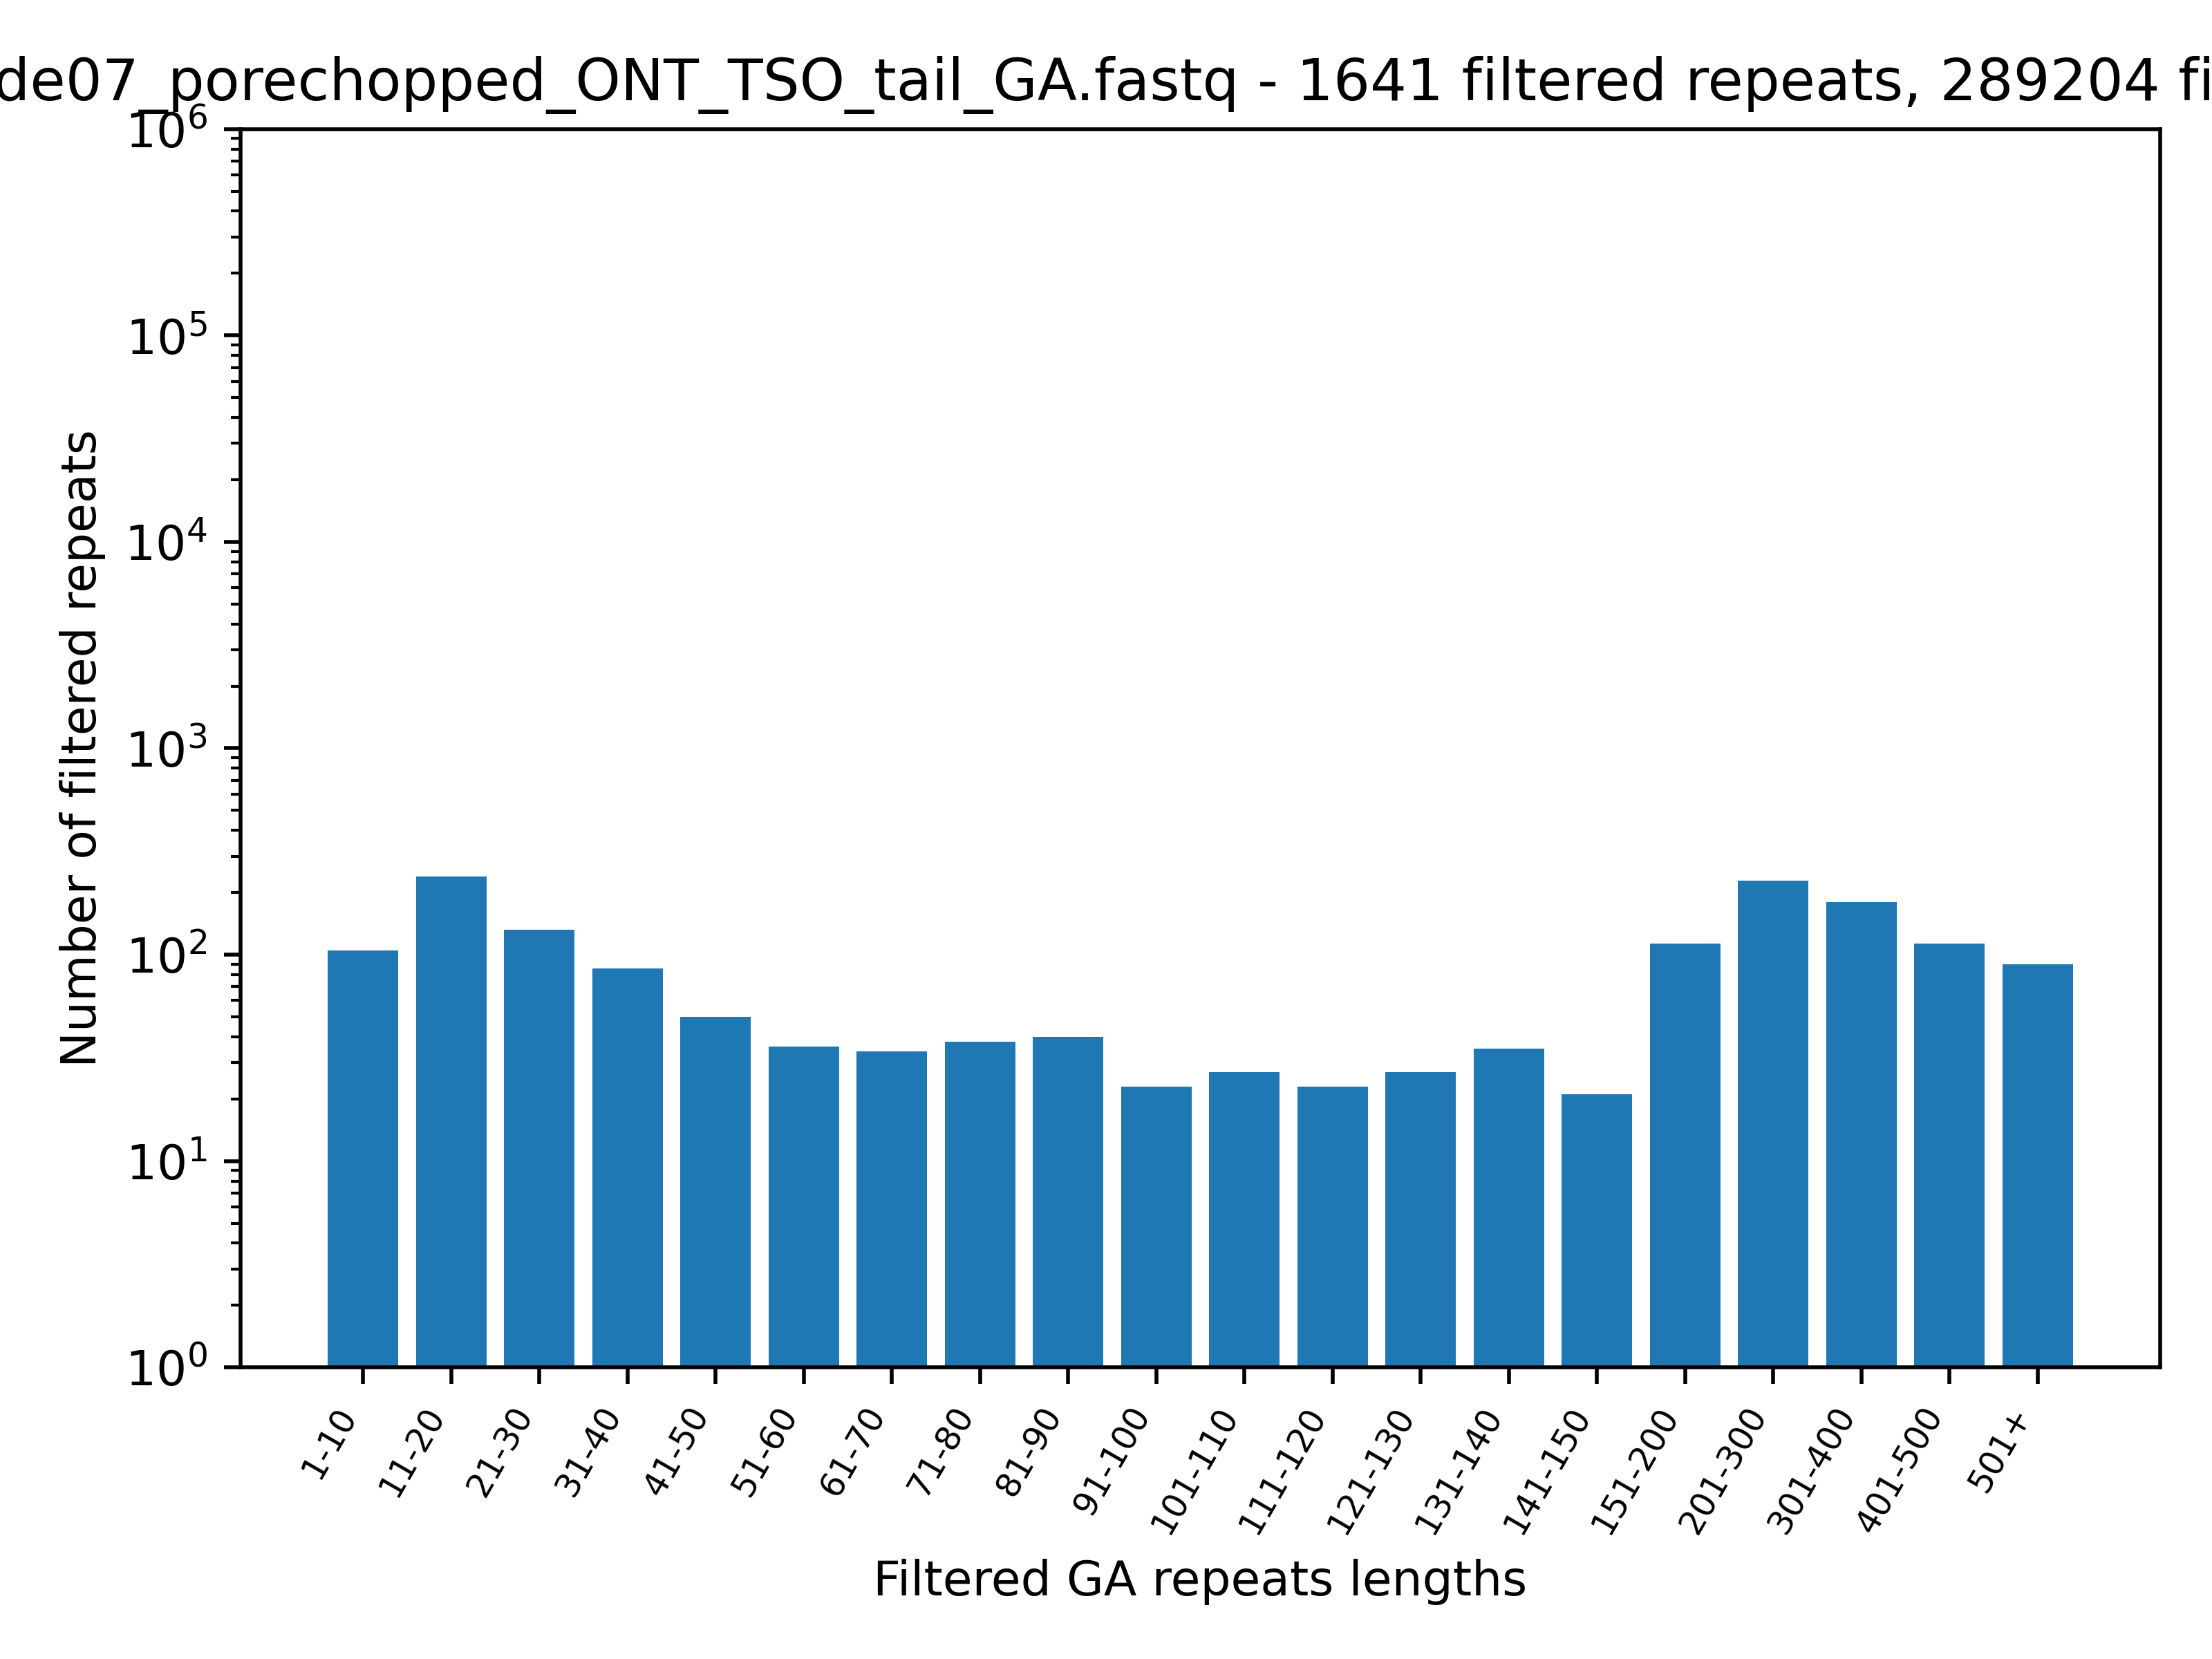 de07_porechopped_ONT_TSO_tail_GA.fastq - 1641 filtered repeats, 289204 fi
10^6
10^5
10^4
10^3
10^2
10^1
10^0
Number of filtered repeats
1-10 11-20 21-30 31-40 41-50 51-60 61-70 71-80 81-90 91-100 101-110 111-120 121-130 131-140 141-150 151-200 201-300 301-400 401-500 501+
Filtered GA repeats lengths